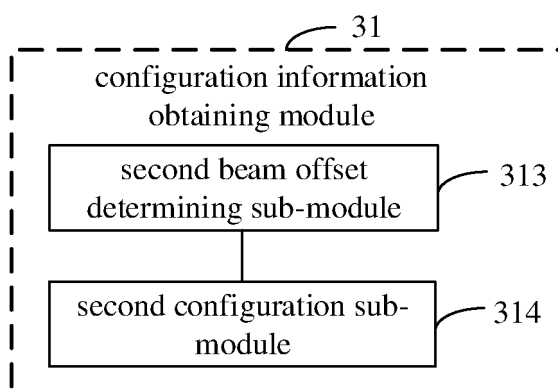 31
configuration information
obtaining module
second beam offset
determining sub-module
313
second configuration sub-
module
314